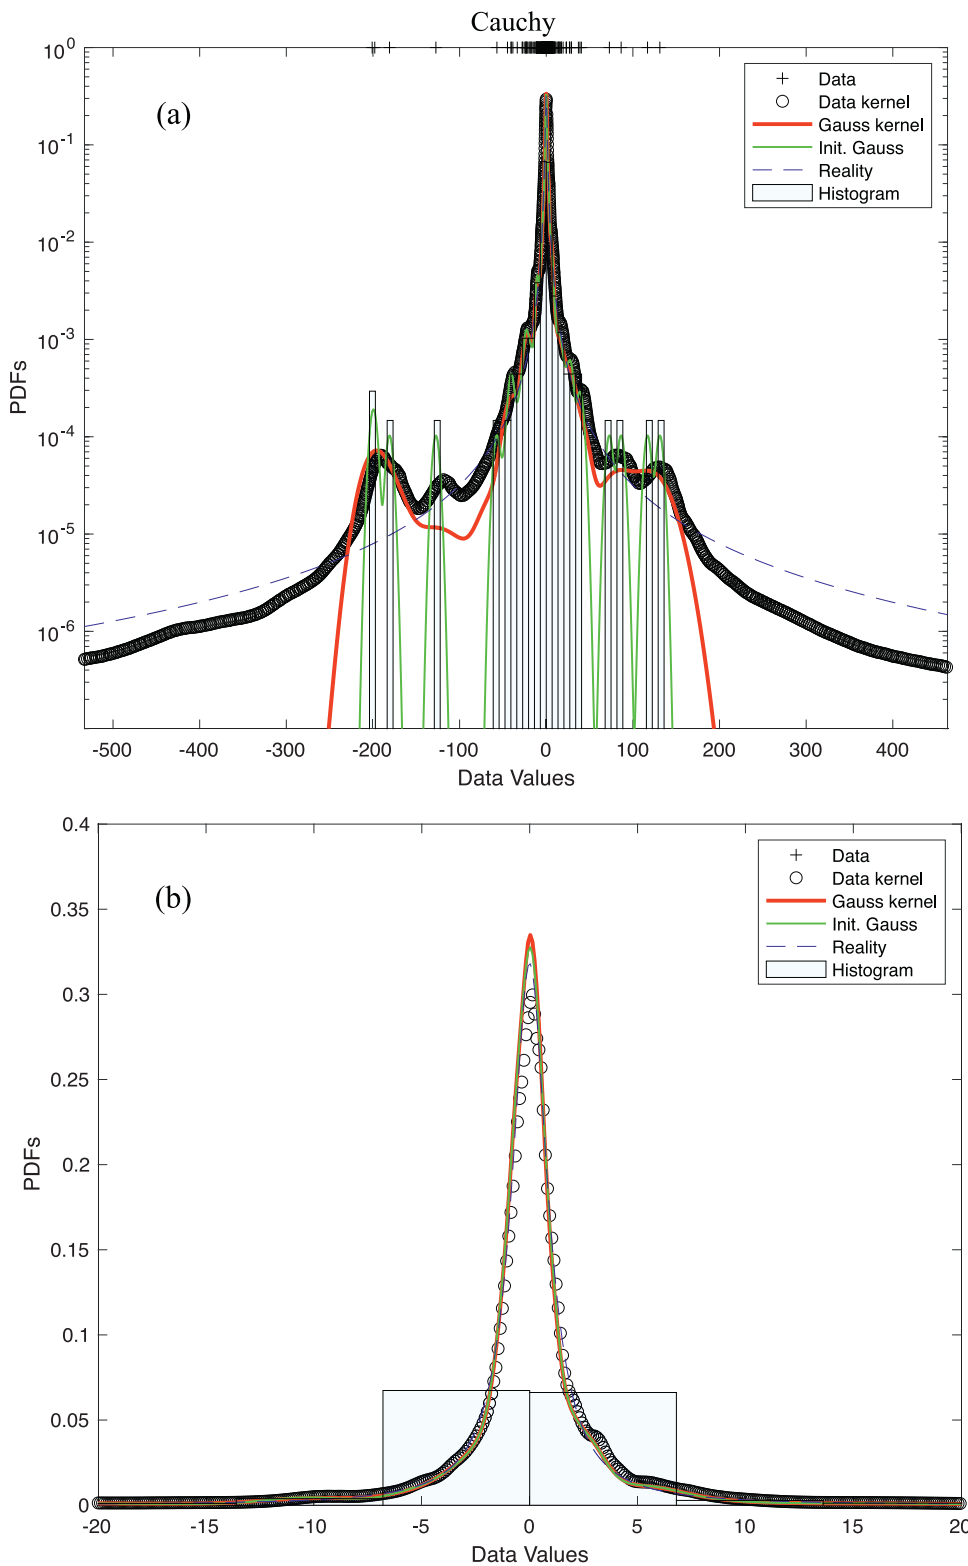 Cauchy
10^0
(a)
Data
Data kernel
Gauss kernel
Init. Gauss
Reality
Histogram
10^-1
10^-2
10^-3
PDFs
10^-4
10^-5
10^-6
-500 -400 -300 -200 -100 0 100 200 300 400
Data Values
0.4
(b)
Data
Data kernel
Gauss kernel
Init. Gauss
Reality
Histogram
0.35
0.3
0.25
PDFs
0.2
0.15
0.1
0.05
0
-20 -15 -10 -5 0 5 10 15 20
Data Values